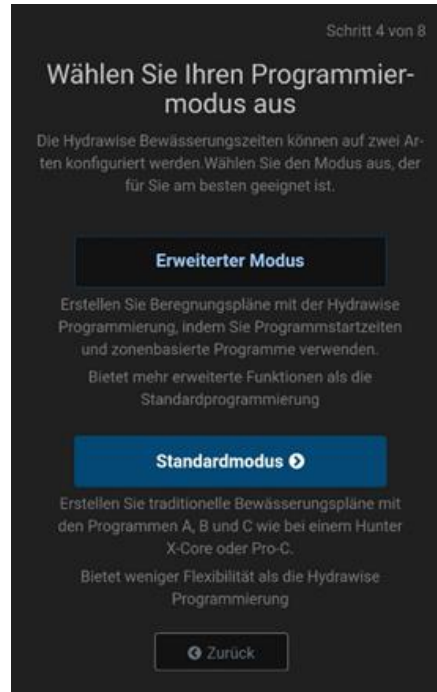 Schritt 4 von 8
Wählen Sie Ihren Programmier-
modus aus
Die Hydrawise Bewässerungszeiten können auf zwei Ar-
ten konfiguriert werden.Wählen Sie den Modus aus, der
für Sie am besten geeignet ist.
Erweiterter Modus
Erstellen Sie Beregnungspläne mit der Hydrawise
Programmierung, indem Sie Programmstartzeiten
und zonenbasierte Programme verwenden.
Bietet mehr erweiterte Funktionen als die
Standardprogrammierung
Standardmodus
Erstellen Sie traditionelle Bewässerungspläne mit
den Programmen A, B und C wie bei einem Hunter
X-Core oder Pro-C.
Bietet weniger Flexibilität als die Hydrawise
Programmierung
Zurück